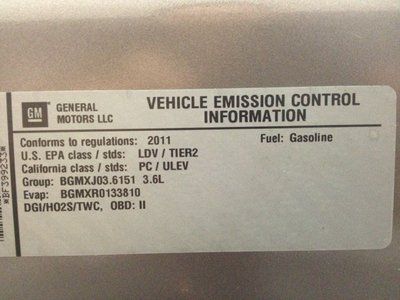 GM
GENERAL
MOTORS LLC
VEHICLE EMISSION CONTROL
INFORMATION
Conforms to regulations: 2011
Fuel: Gasoline
U.S. EPA class / stds: LDV / TIER2
California class / stds: PC / ULEV
Group: BGMXJ03.6151 3.6L
Evap: BGMXR0133810
DGI/HO2S/TWC, OBD: II
*BF399233*